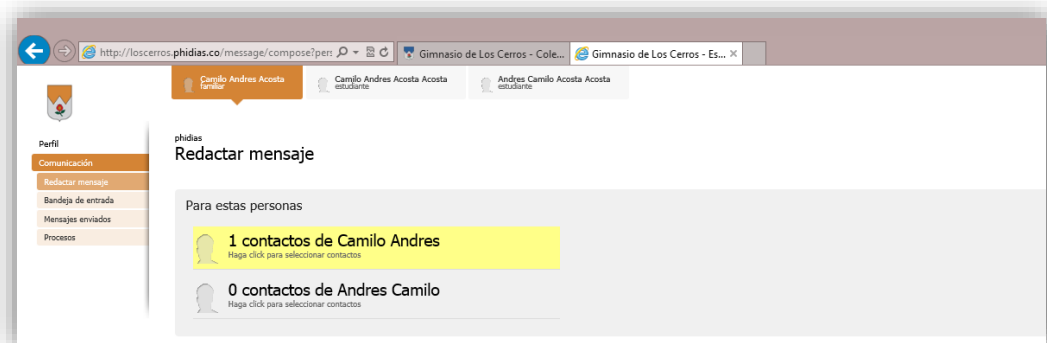 http://loscerros.phidias.co/message/compose?per:
Gimnasio de Los Cerros - Cole...
Gimnasio de Los Cerros - Es...
Camilo Andres Acosta
familiar
Camilo Andres Acosta Acosta
estudiante
Andres Camilo Acosta Acosta
estudiante
Perfil
Comunicación
Redactar mensaje
Bandeja de entrada
Mensajes enviados
Procesos
phidias
Redactar mensaje
Para estas personas
1 contactos de Camilo Andres
Haga click para seleccionar contactos
0 contactos de Andres Camilo
Haga click para seleccionar contactos